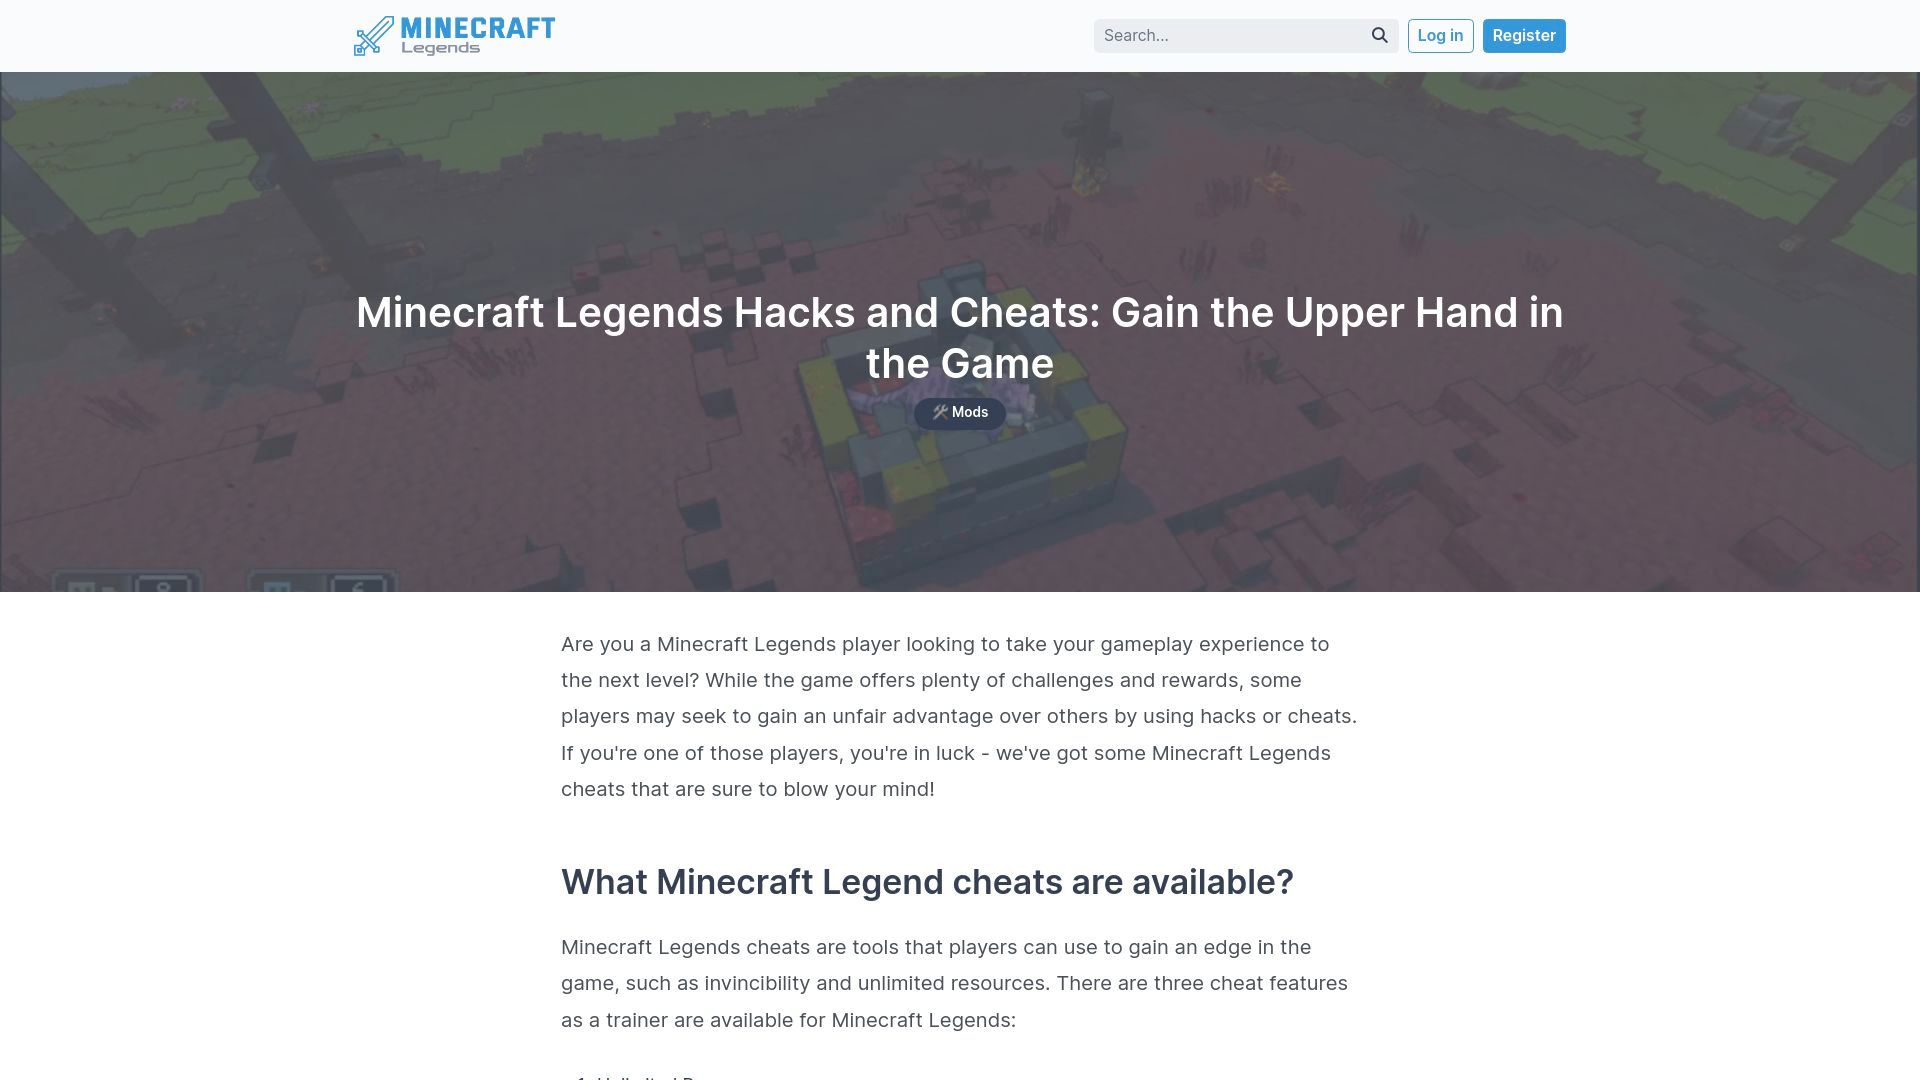 MINECRAFT
Legends
Search...
Log in
Register
Minecraft Legends Hacks and Cheats: Gain the Upper Hand in
the Game
🛠 Mods
Are you a Minecraft Legends player looking to take your gameplay experience to
the next level? While the game offers plenty of challenges and rewards, some
players may seek to gain an unfair advantage over others by using hacks or cheats.
If you're one of those players, you're in luck - we've got some Minecraft Legends
cheats that are sure to blow your mind!
What Minecraft Legend cheats are available?
Minecraft Legends cheats are tools that players can use to gain an edge in the
game, such as invincibility and unlimited resources. There are three cheat features
as a trainer are available for Minecraft Legends: